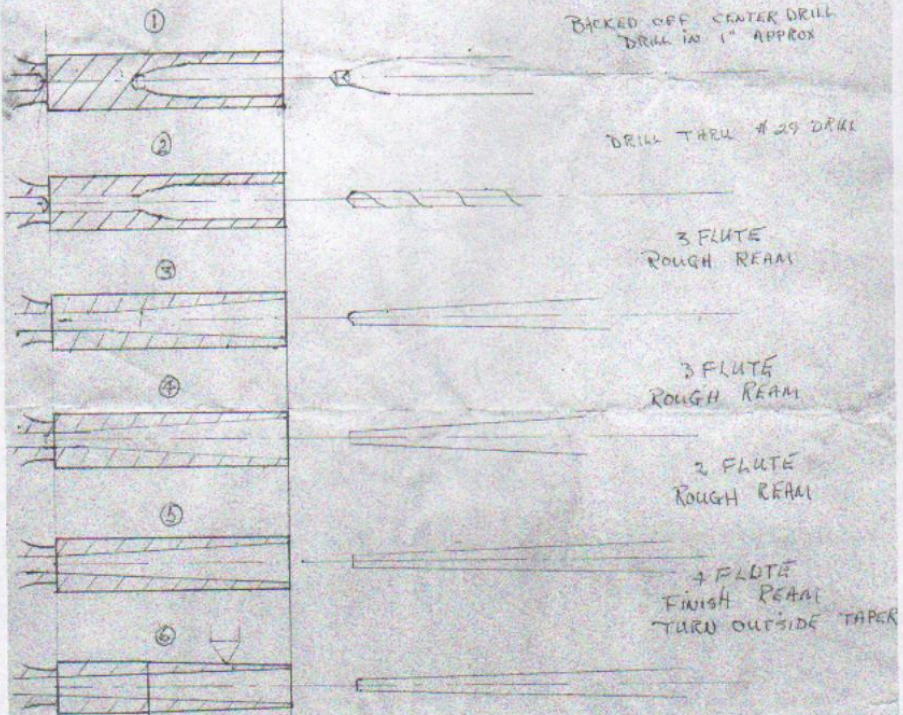 ①
BACKED OFF CENTER DRILL
DRILL IN 1" APPROX
②
DRILL THRU #29 DRILL
③
3 FLUTE
ROUGH REAM
④
3 FLUTE
ROUGH REAM
⑤
2 FLUTE
ROUGH REAM
⑥
4 FLUTE
FINISH REAM
TURN OUTSIDE TAPER